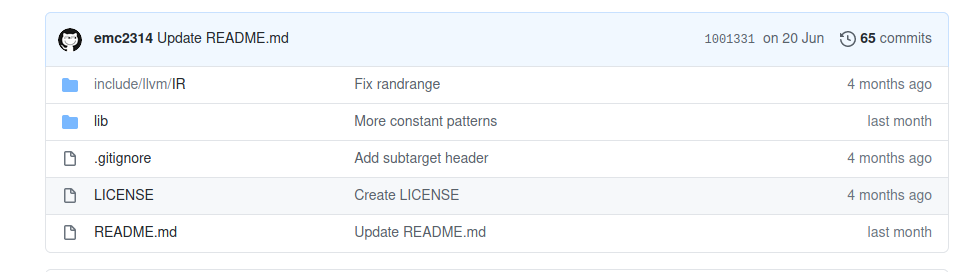 emc2314 Update README.md 1001331 on 20 Jun 65 commits
include/llvm/IR Fix randrange 4 months ago
lib More constant patterns last month
.gitignore Add subtarget header 4 months ago
LICENSE Create LICENSE 4 months ago
README.md Update README.md last month